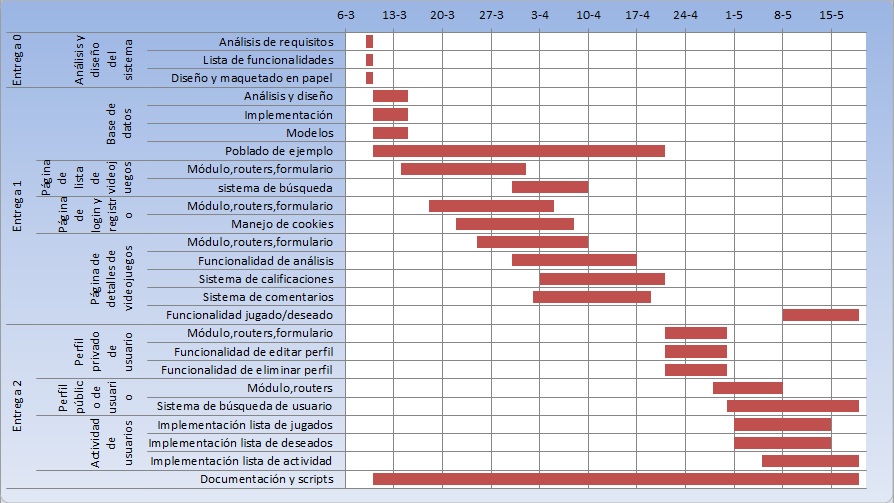 6-3 13-3 20-3 27-3 3-4 10-4 17-4 24-4 1-5 8-5 15-5
Entrega 0
Análisis y
diseño
del
sistema
Análisis de requisitos
Lista de funcionalidades
Diseño y maquetado en papel
Entrega 1
Base de
datos
Análisis y diseño
Implementación
Modelos
Poblado de ejemplo
Página
de
lista
de
videoj
uegos
Módulo,routers,formulario
sistema de búsqueda
Página
de
login y
registr
o
Módulo,routers,formulario
Manejo de cookies
Página de
detalles de
videojuegos
Módulo,routers,formulario
Funcionalidad de análisis
Sistema de calificaciones
Sistema de comentarios
Funcionalidad jugado/deseado
Entrega 2
Perfil
privado
de
usuario
Módulo,routers,formulario
Funcionalidad de editar perfil
Funcionalidad de eliminar perfil
Perfil
públic
o de
usuari
o
Módulo,routers
Sistema de búsqueda de usuario
Actividad
de
usuarios
Implementación lista de jugados
Implementación lista de deseados
Implementación lista de actividad
Documentación y scripts